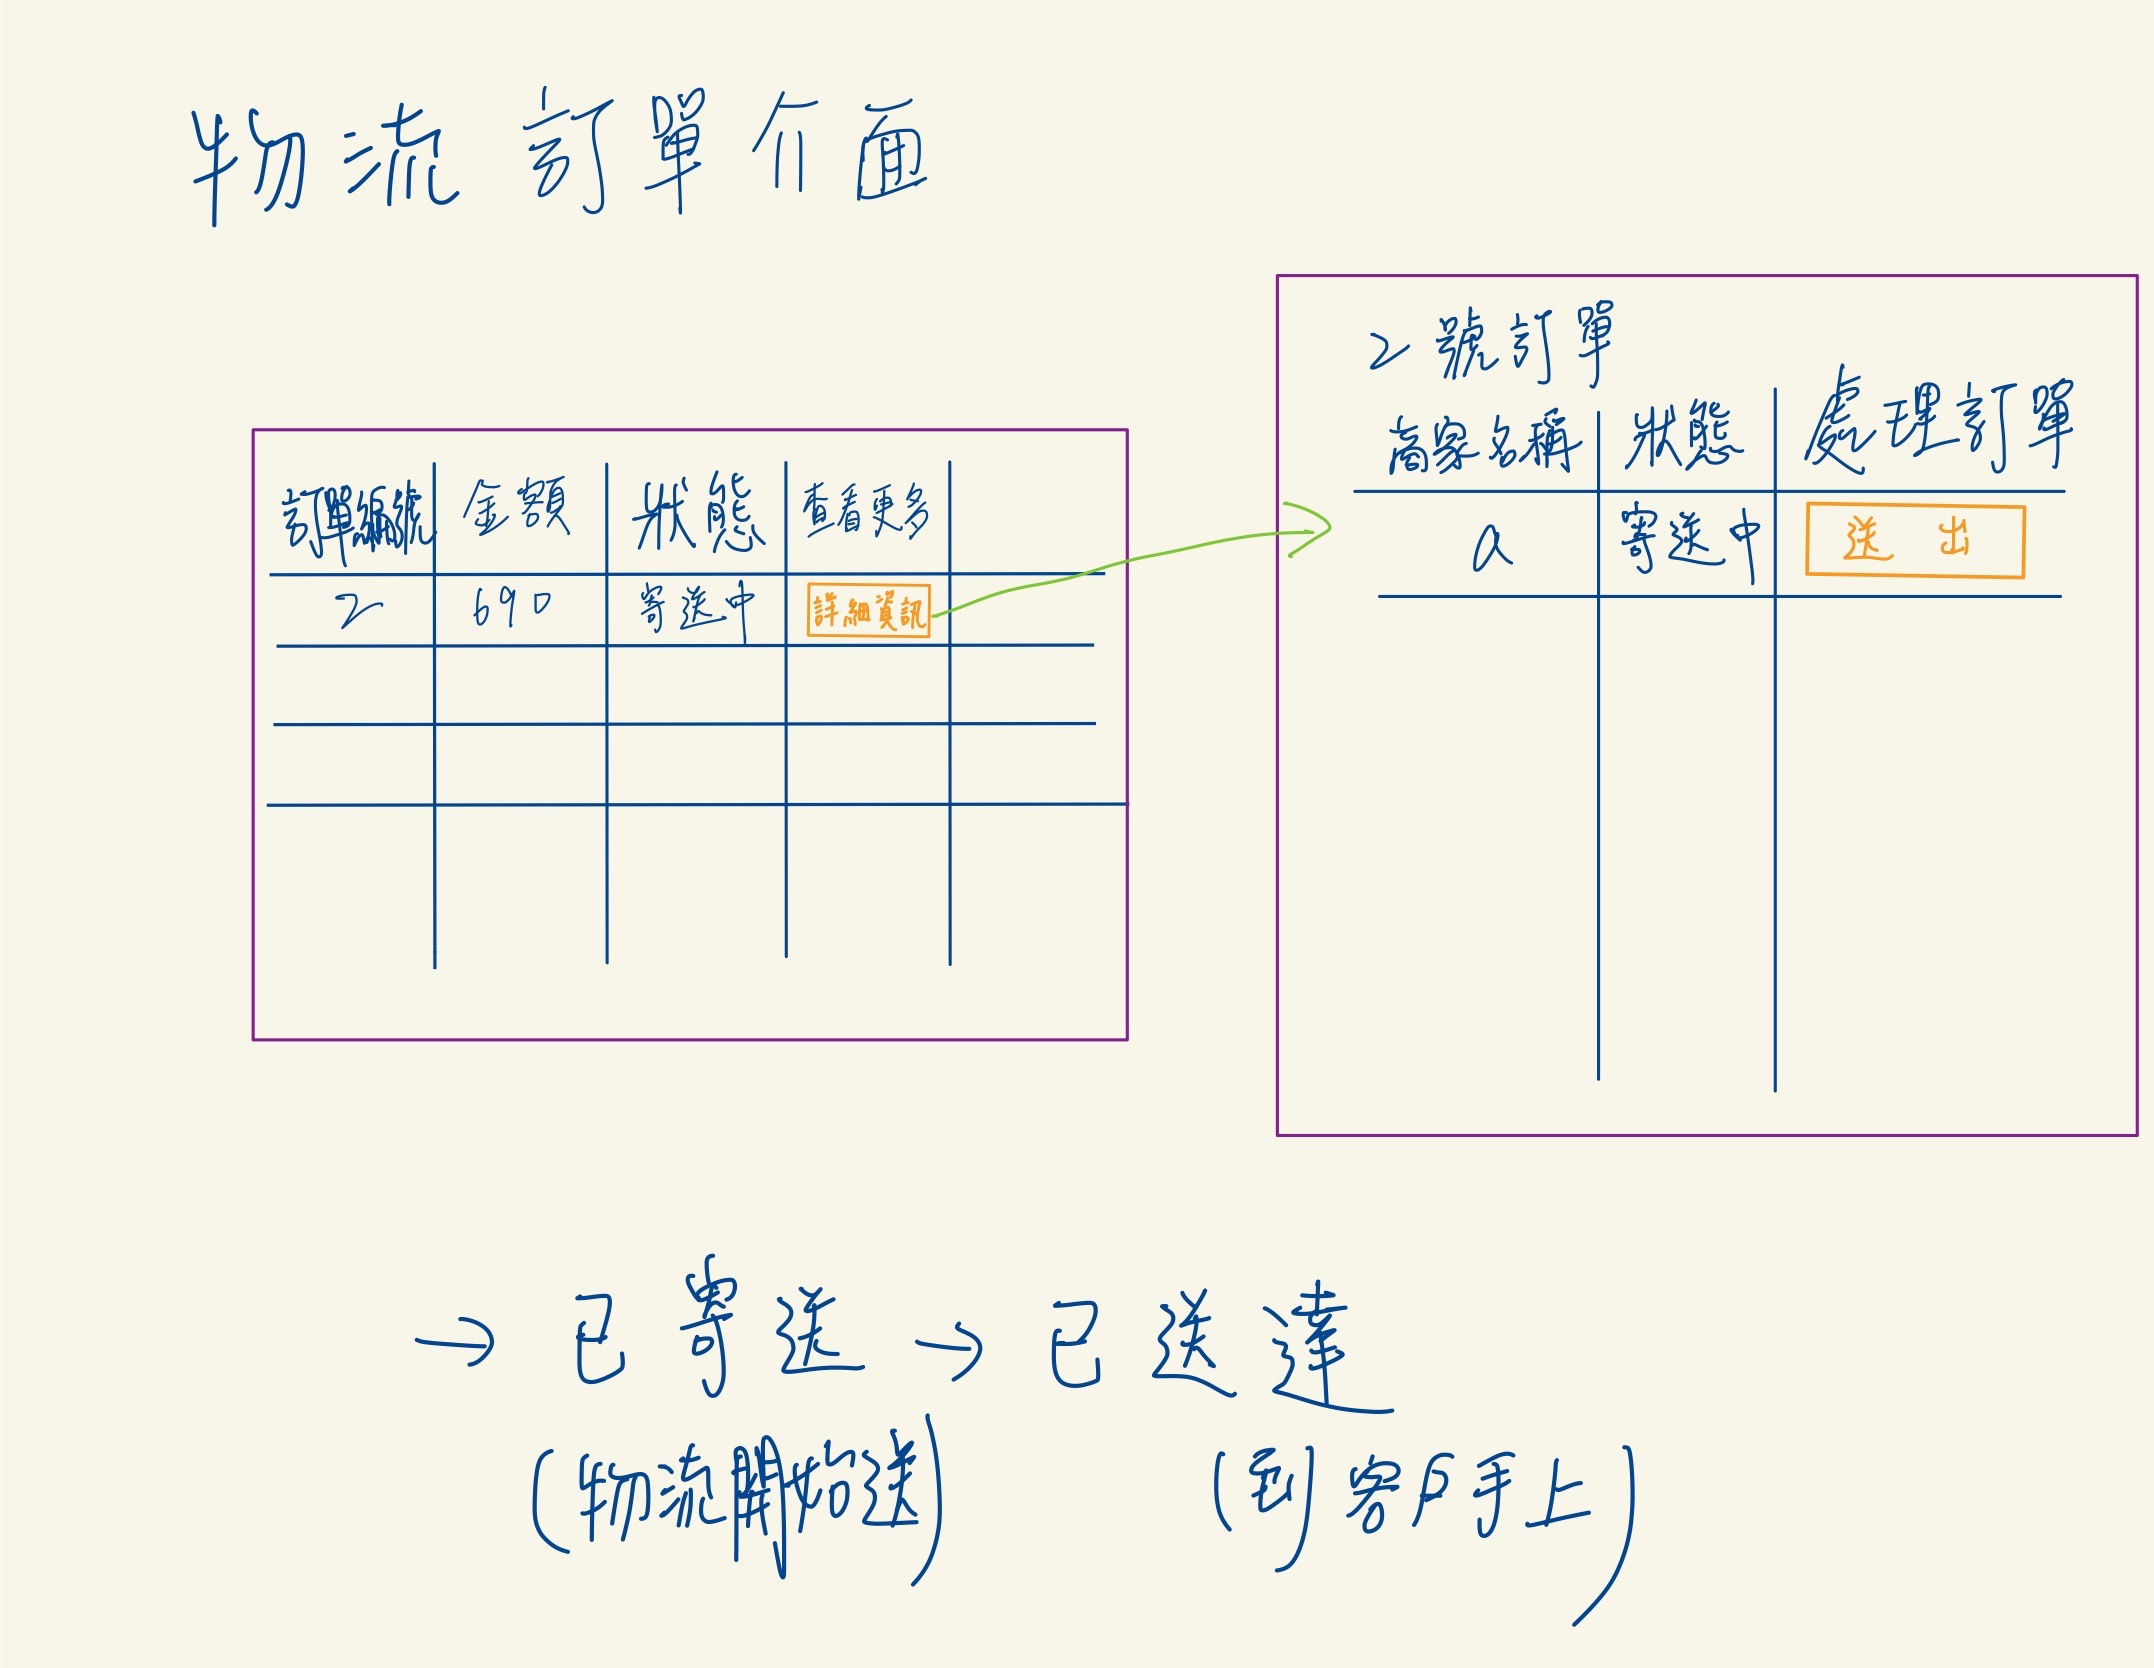 物流 訂單介面
訂單編號 金額 狀態 查看更多
2 690 寄送中 詳細資訊
2 號訂單
商家名稱 狀態 處理訂單
a 寄送中 送出
→ 已寄送 → 已送達
(物流開始送) (到客戶手上)